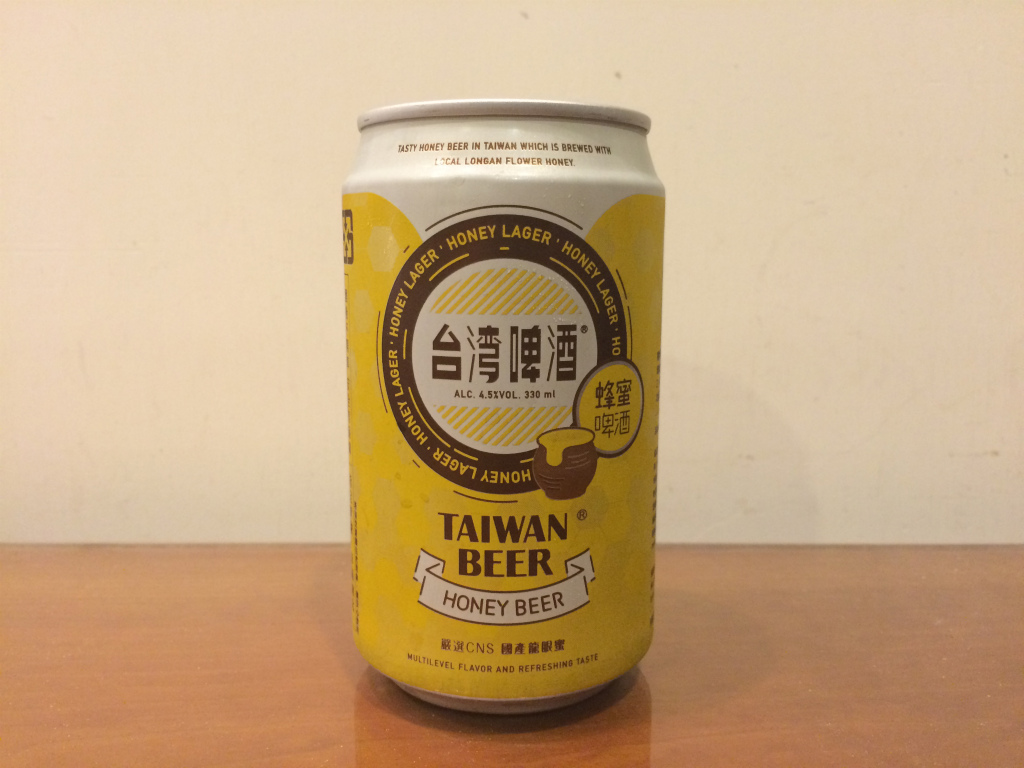 TASTY HONEY BEER IN TAIWAN WHICH IS BREWED WITH
LOCAL LONGAN FLOWER HONEY.
HONEY LAGER · HONEY LAGER · HONEY LAGER · HONEY LAGER · HONEY LAGER · HONEY
HO
台湾啤酒®
ALC. 4.5%VOL. 330 ml
蜂蜜
啤酒
TAIWAN ®
BEER
HONEY BEER
嚴選CNS 國產龍眼蜜
MULTILEVEL FLAVOR AND REFRESHING TASTE